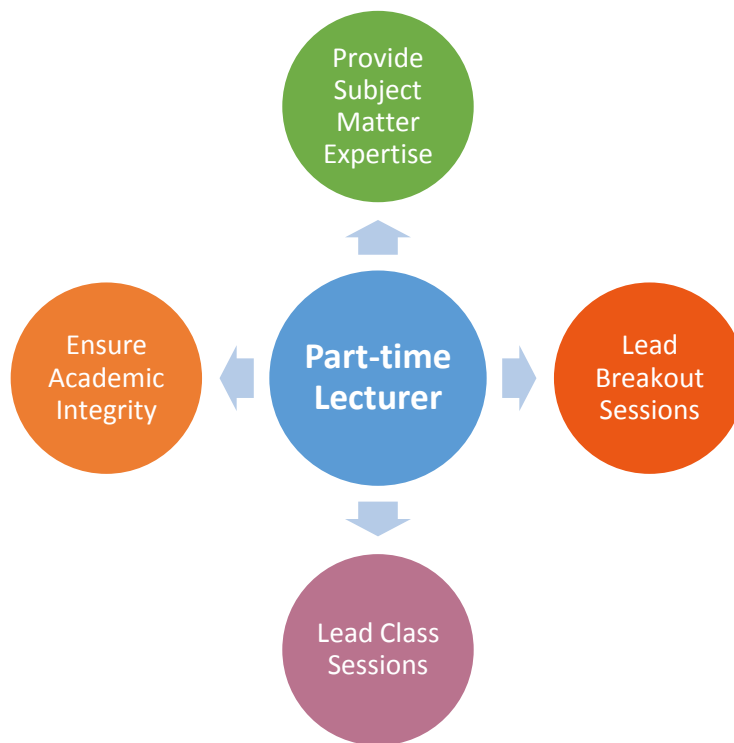 Provide
Subject
Matter
Expertise
Ensure
Academic
Integrity
Part-time
Lecturer
Lead
Breakout
Sessions
Lead Class
Sessions